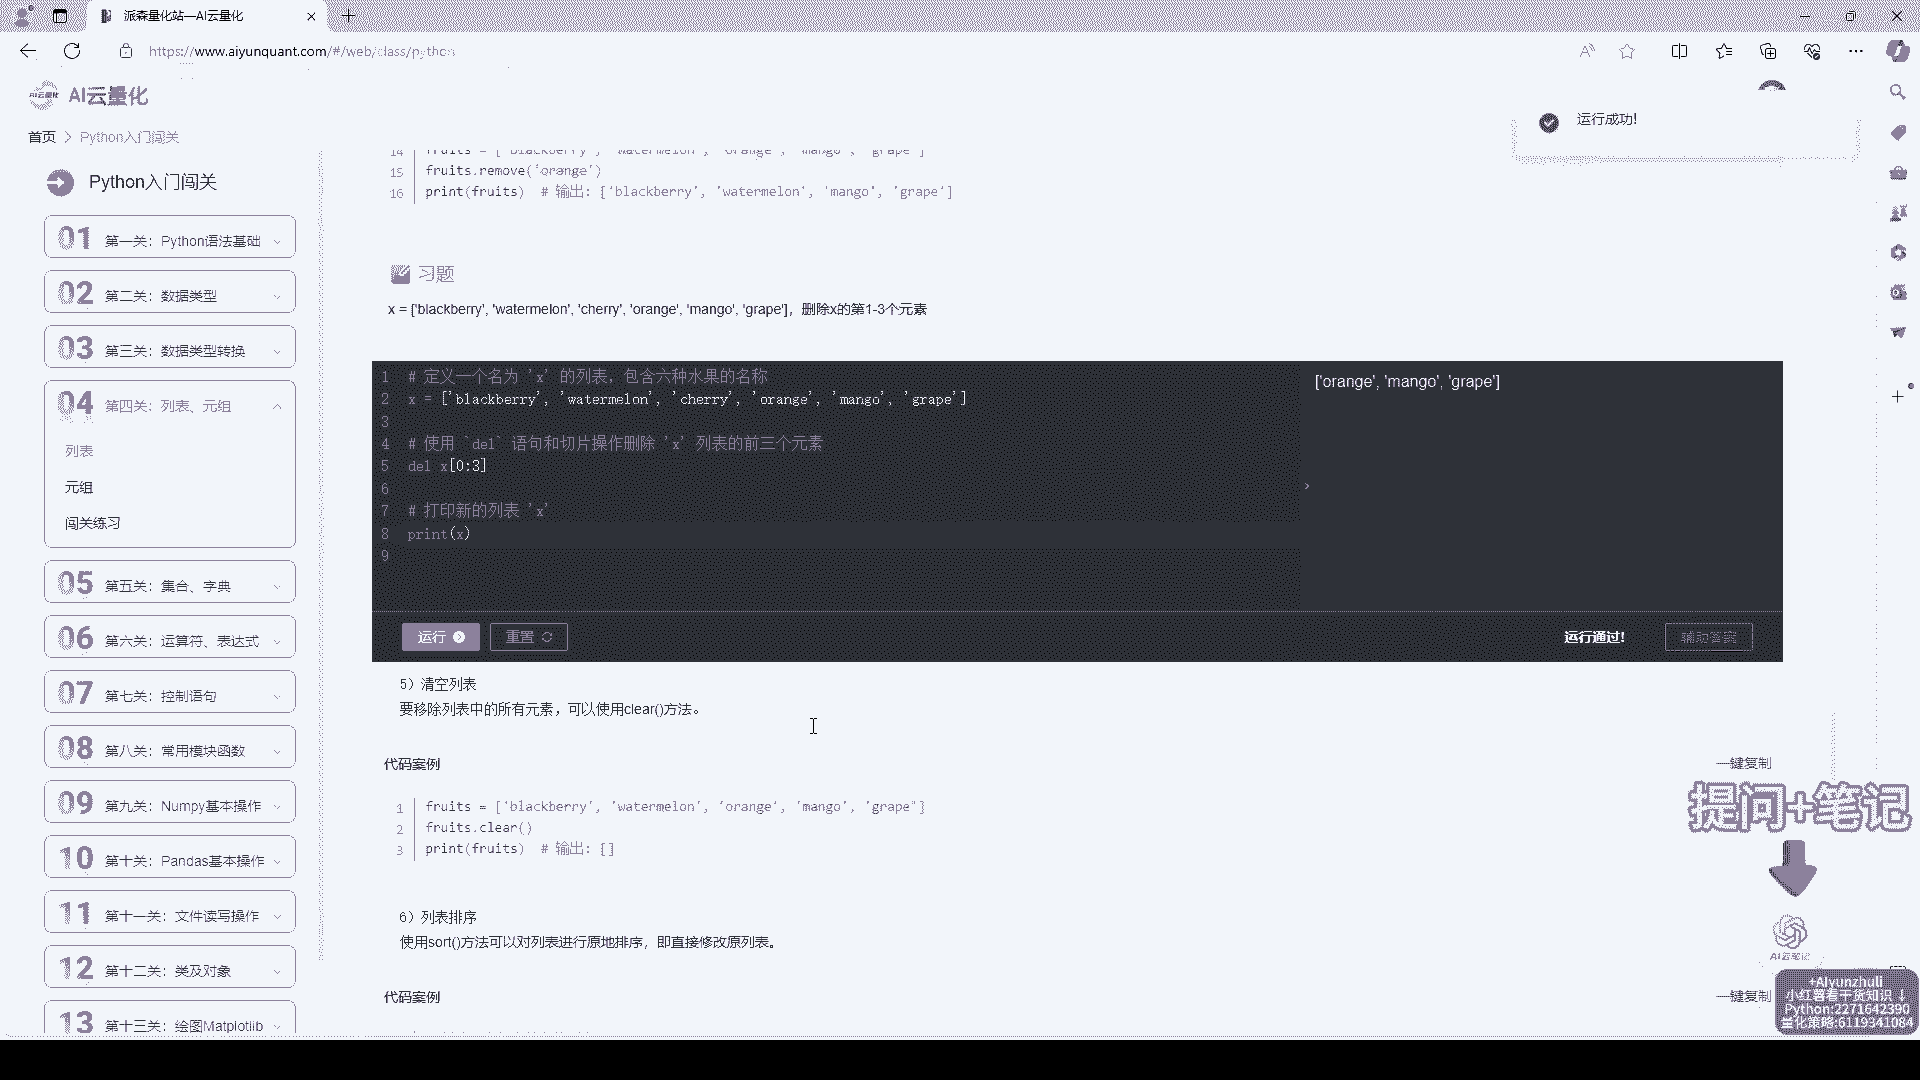 派森量化站—AI云量化
https://www.aiyunquant.com/#/web/class/python
AI云量化
AI云量化
首页 > Python入门闯关
运行成功!
Python入门闯关
01 第一关：Python语法基础
02 第二关：数据类型
03 第三关：数据类型转换
04 第四关：列表、元组
列表
元组
闯关练习
05 第五关：集合、字典
06 第六关：运算符、表达式
07 第七关：控制语句
08 第八关：常用模块函数
09 第九关：Numpy基本操作
10 第十关：Pandas基本操作
11 第十一关：文件读写操作
12 第十二关：类及对象
13 第十三关：绘图Matplotlib
14 fruits = ['blackberry', 'watermelon', 'orange', 'mango', 'grape']
15 fruits.remove('orange')
16 print(fruits)  # 输出: ['blackberry', 'watermelon', 'mango', 'grape']
习题
x = ['blackberry', 'watermelon', 'cherry', 'orange', 'mango', 'grape]，删除x的第1-3个元素
1 # 定义一个名为 'x' 的列表，包含六种水果的名称
2 x = ['blackberry', 'watermelon', 'cherry', 'orange', 'mango', 'grape']
3
4 # 使用 `del` 语句和切片操作删除 'x' 列表的前三个元素
5 del x[0:3]
6
7 # 打印新的列表 'x'
8 print(x)
9
['orange', 'mango', 'grape']
运行
重置
运行通过!
辅助答案
5）清空列表
要移除列表中的所有元素，可以使用clear()方法。
代码案例
一键复制
1 fruits = ['blackberry', 'watermelon', 'orange', 'mango', 'grape"]
2 fruits.clear()
3 print(fruits)  # 输出: []
6）列表排序
使用sort()方法可以对列表进行原地排序，即直接修改原列表。
代码案例
一键复制
提问+笔记
AI云笔记
+AIyunzhuli
小红薯看干货知识↓
Python:2271642390
量化策略:6119341084